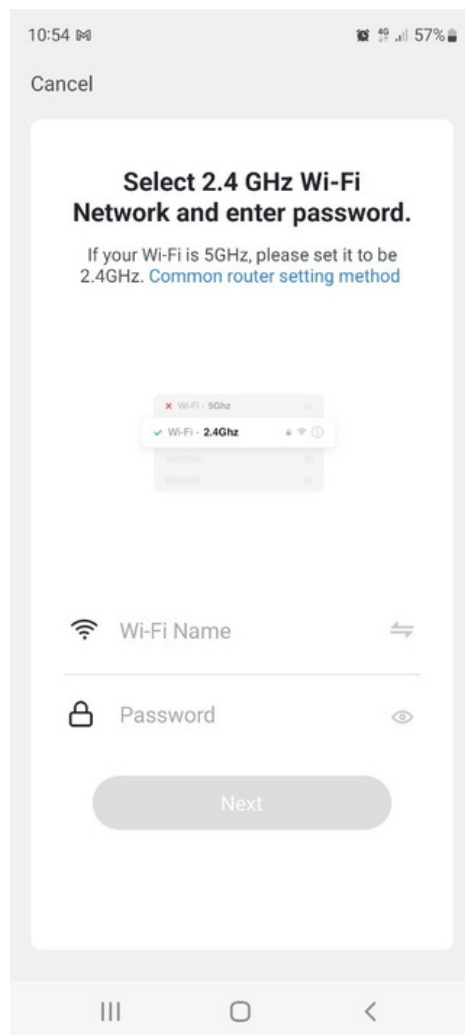 10:54
4G
57%
Cancel
Select 2.4 GHz Wi-Fi
Network and enter password.
If your Wi-Fi is 5GHz, please set it to be
2.4GHz. Common router setting method
Wi-Fi - 5Ghz
Wi-Fi - 2.4Ghz
Wi-Fi Name
Password
Next